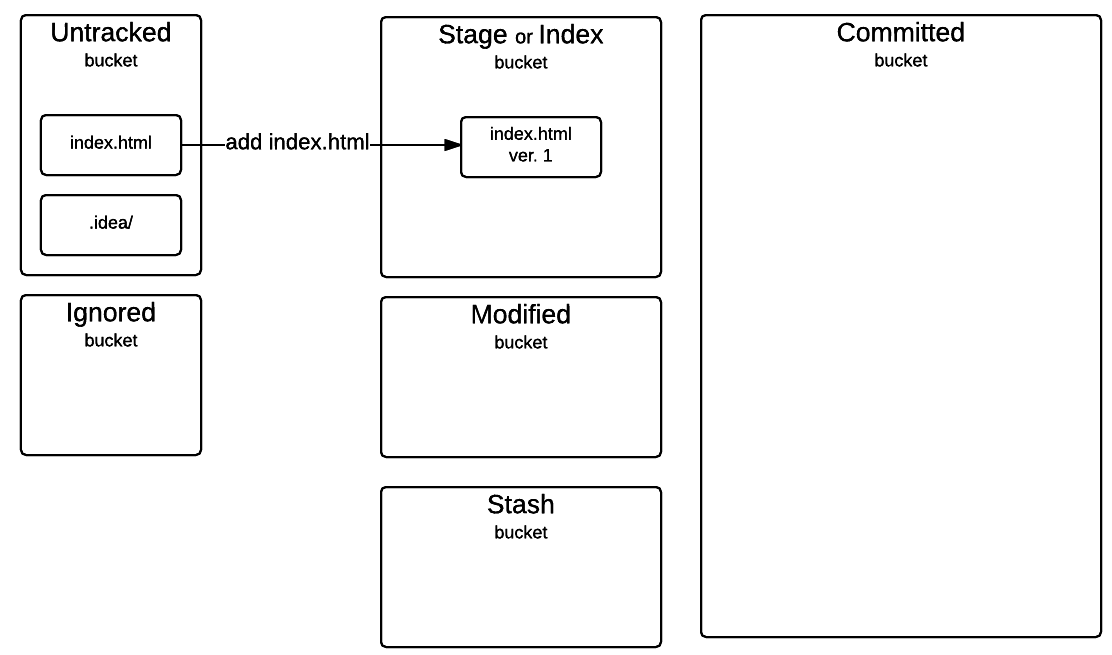 Untracked
bucket
index.html
.idea/
add index.html
Stage or Index
bucket
index.html
ver. 1
Committed
bucket
Ignored
bucket
Modified
bucket
Stash
bucket